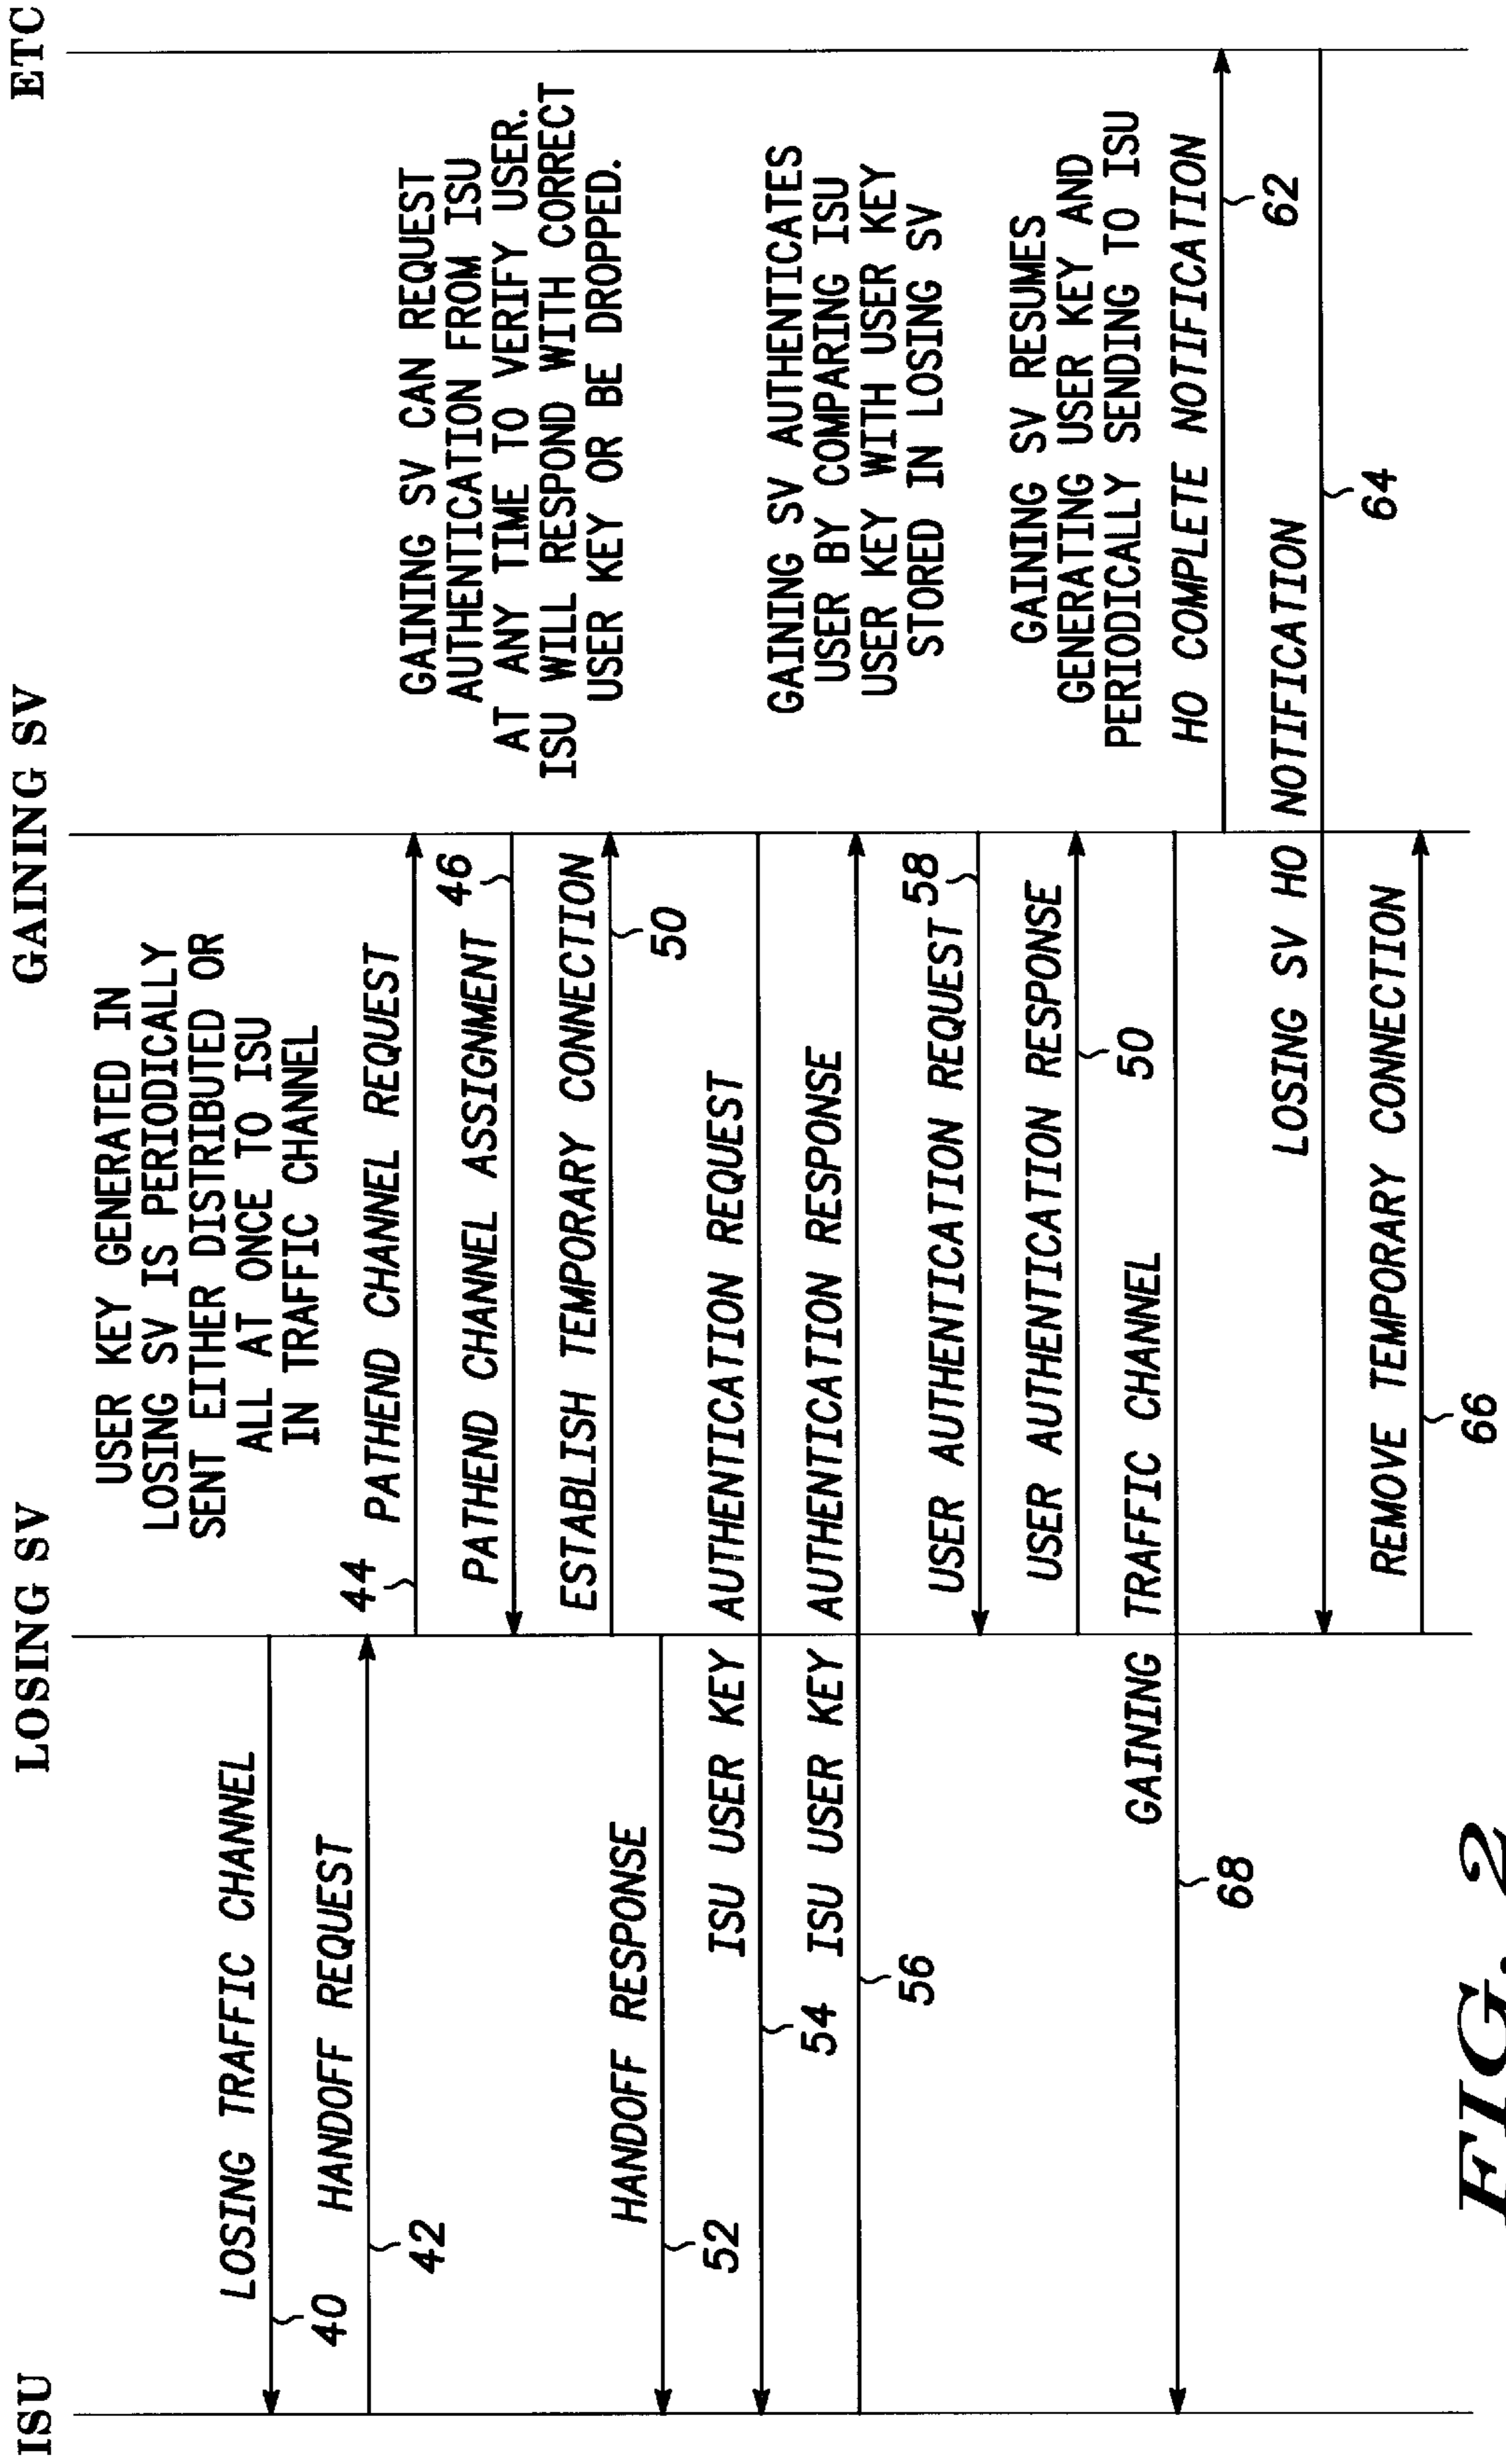 ISU
LOSING SV
GAINING SV
ETC
USER KEY GENERATED IN
LOSING SV IS PERIODICALLY
SENT EITHER DISTRIBUTED OR
ALL AT ONCE TO ISU
IN TRAFFIC CHANNEL
LOSING TRAFFIC CHANNEL
40
HANDOFF REQUEST
42
44
PATHEND CHANNEL REQUEST
PATHEND CHANNEL ASSIGNMENT
46
ESTABLISH TEMPORARY CONNECTION
50
GAINING SV CAN REQUEST
AUTHENTICATION FROM ISU
AT ANY TIME TO VERIFY USER.
ISU WILL RESPOND WITH CORRECT
USER KEY OR BE DROPPED.
HANDOFF RESPONSE
52
ISU USER KEY AUTHENTICATION REQUEST
54
ISU USER KEY AUTHENTICATION RESPONSE
56
GAINING SV AUTHENTICATES
USER BY COMPARING ISU
USER KEY WITH USER KEY
STORED IN LOSING SV
USER AUTHENTICATION REQUEST
58
USER AUTHENTICATION RESPONSE
50
GAINING SV RESUMES
GENERATING USER KEY AND
PERIODICALLY SENDING TO ISU
GAINING TRAFFIC CHANNEL
68
HO COMPLETE NOTIFICATION
62
LOSING SV HO NOTIFICATION
64
REMOVE TEMPORARY CONNECTION
66
FIG. 2